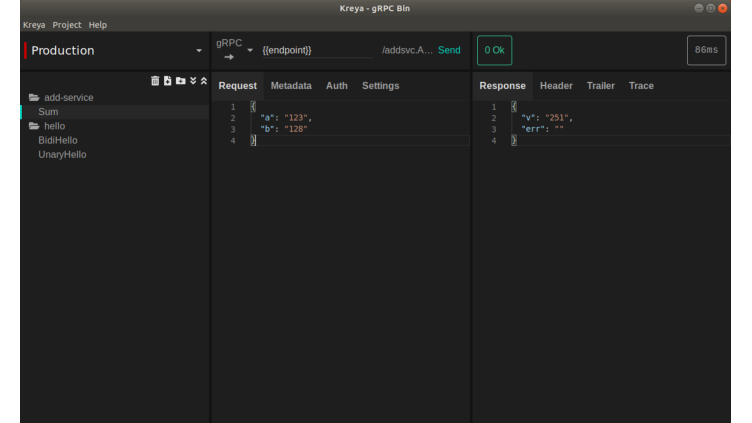 Kreya - gRPC Bin
Kreya Project Help
Production
gRPC {{endpoint}} /addsvc.A... Send
0 Ok
86ms
add-service
Sum
hello
BidiHello
UnaryHello
Request Metadata Auth Settings
1 {
2 "a": "123",
3 "b": "128"
4 }
Response Header Trailer Trace
1 {
2 "v": "251",
3 "err": ""
4 }